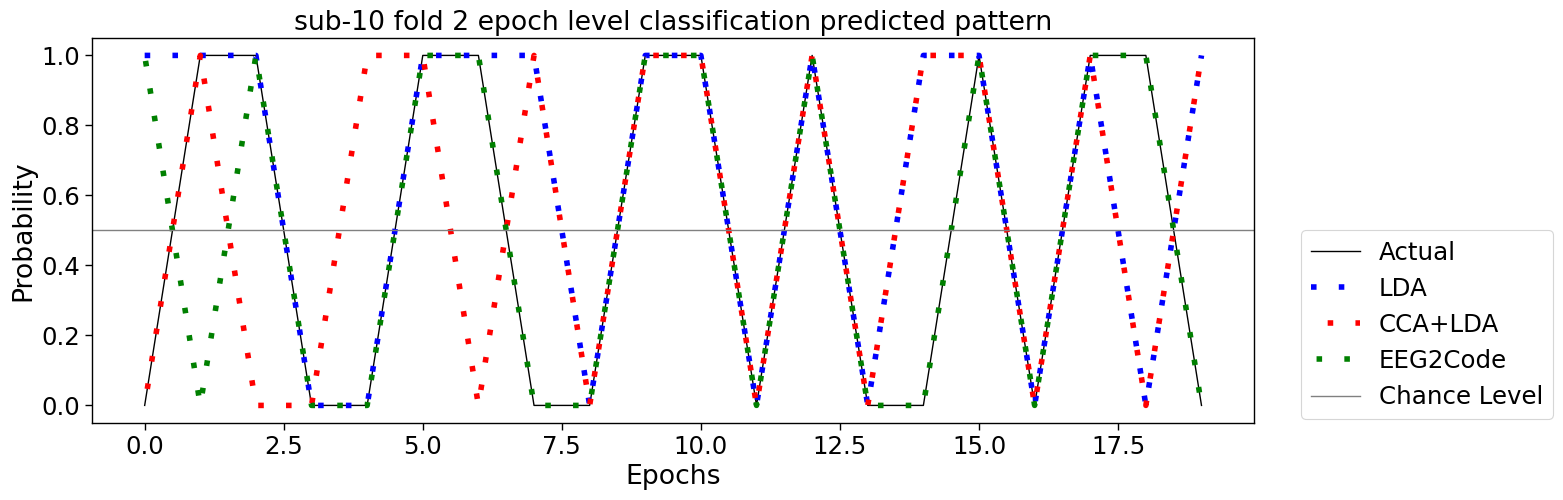 sub-10 fold 2 epoch level classification predicted pattern
Probability
1.0
0.8
0.6
0.4
0.2
0.0
0.0 2.5 5.0 7.5 10.0 12.5 15.0 17.5
Epochs
Actual
LDA
CCA+LDA
EEG2Code
Chance Level